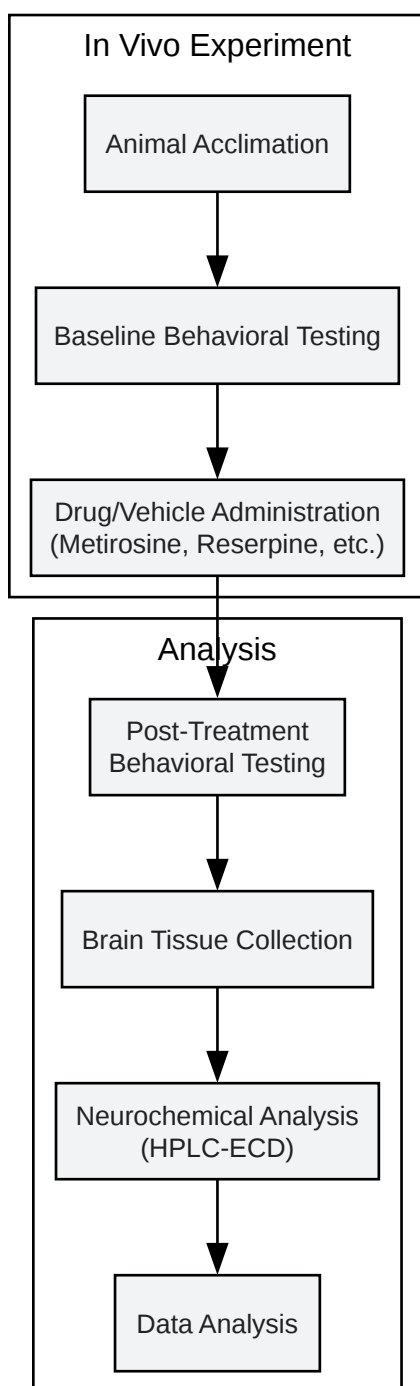 In Vivo Experiment
Animal Acclimation
Baseline Behavioral Testing
Drug/Vehicle Administration
(Metirosine, Reserpine, etc.)
Analysis
Post-Treatment
Behavioral Testing
Brain Tissue Collection
Neurochemical Analysis
(HPLC-ECD)
Data Analysis